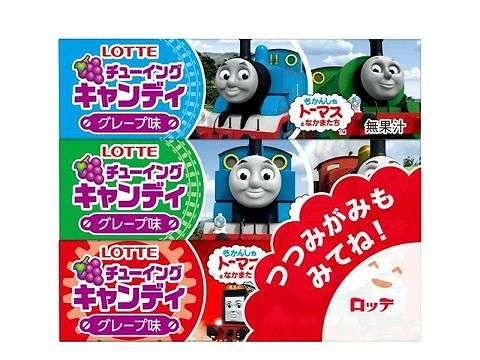 LOTTE
チューイング
キャンディ
グレープ味
きかんしゃ
トーマス
となかまたち
TM
無果汁
LOTTE
チューイング
キャンディ
グレープ味
LOTTE
チューイング
キャンディ
グレープ味
きかんしゃ
トーマ
なかま
つつみがみも
みてね!
ロッテ